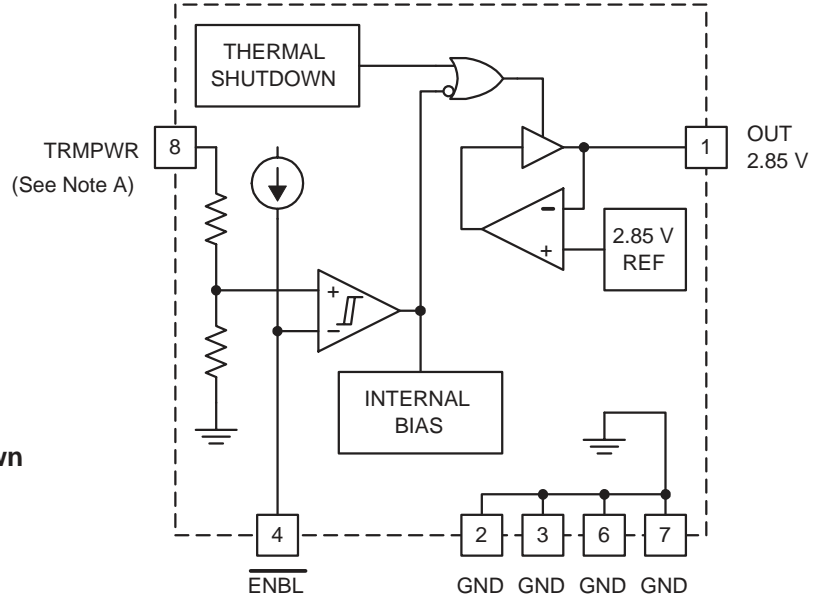 THERMAL
SHUTDOWN
TRMPWR
(See Note A)
8
1
OUT
2.85 V
−
+
2.85 V
REF
+
−
INTERNAL
BIAS
wn
4
2
3
6
7
ENBL
GND
GND
GND
GND